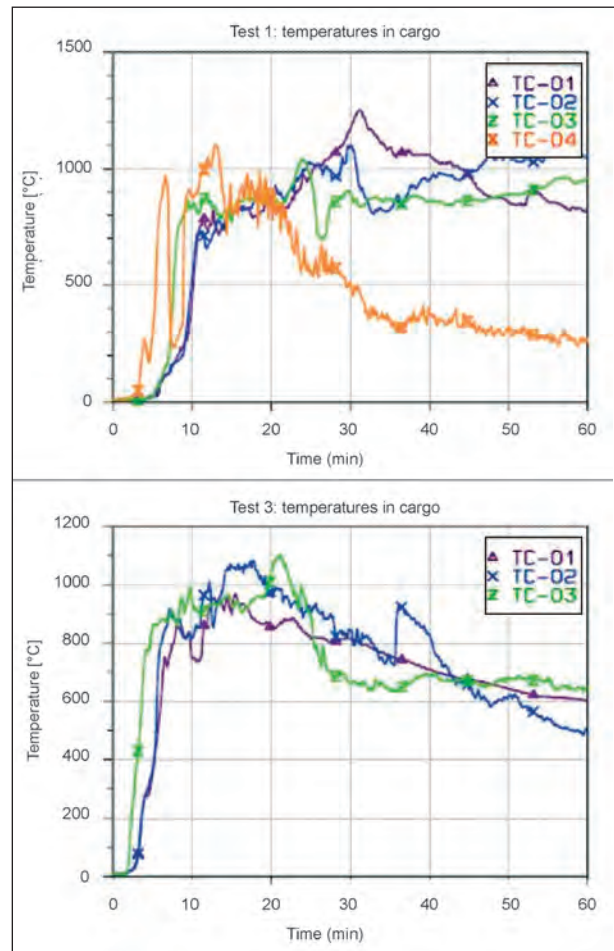 Test 1: temperatures in cargo
1500
1000
500
0
Temperature [°C]
TC-01
TC-02
TC-03
TC-04
0 10 20 30 40 50 60
Time (min)
Test 3: temperatures in cargo
1200
1000
800
600
400
200
0
Temperature [°C]
TC-01
TC-02
TC-03
0 10 20 30 40 50 60
Time (min)